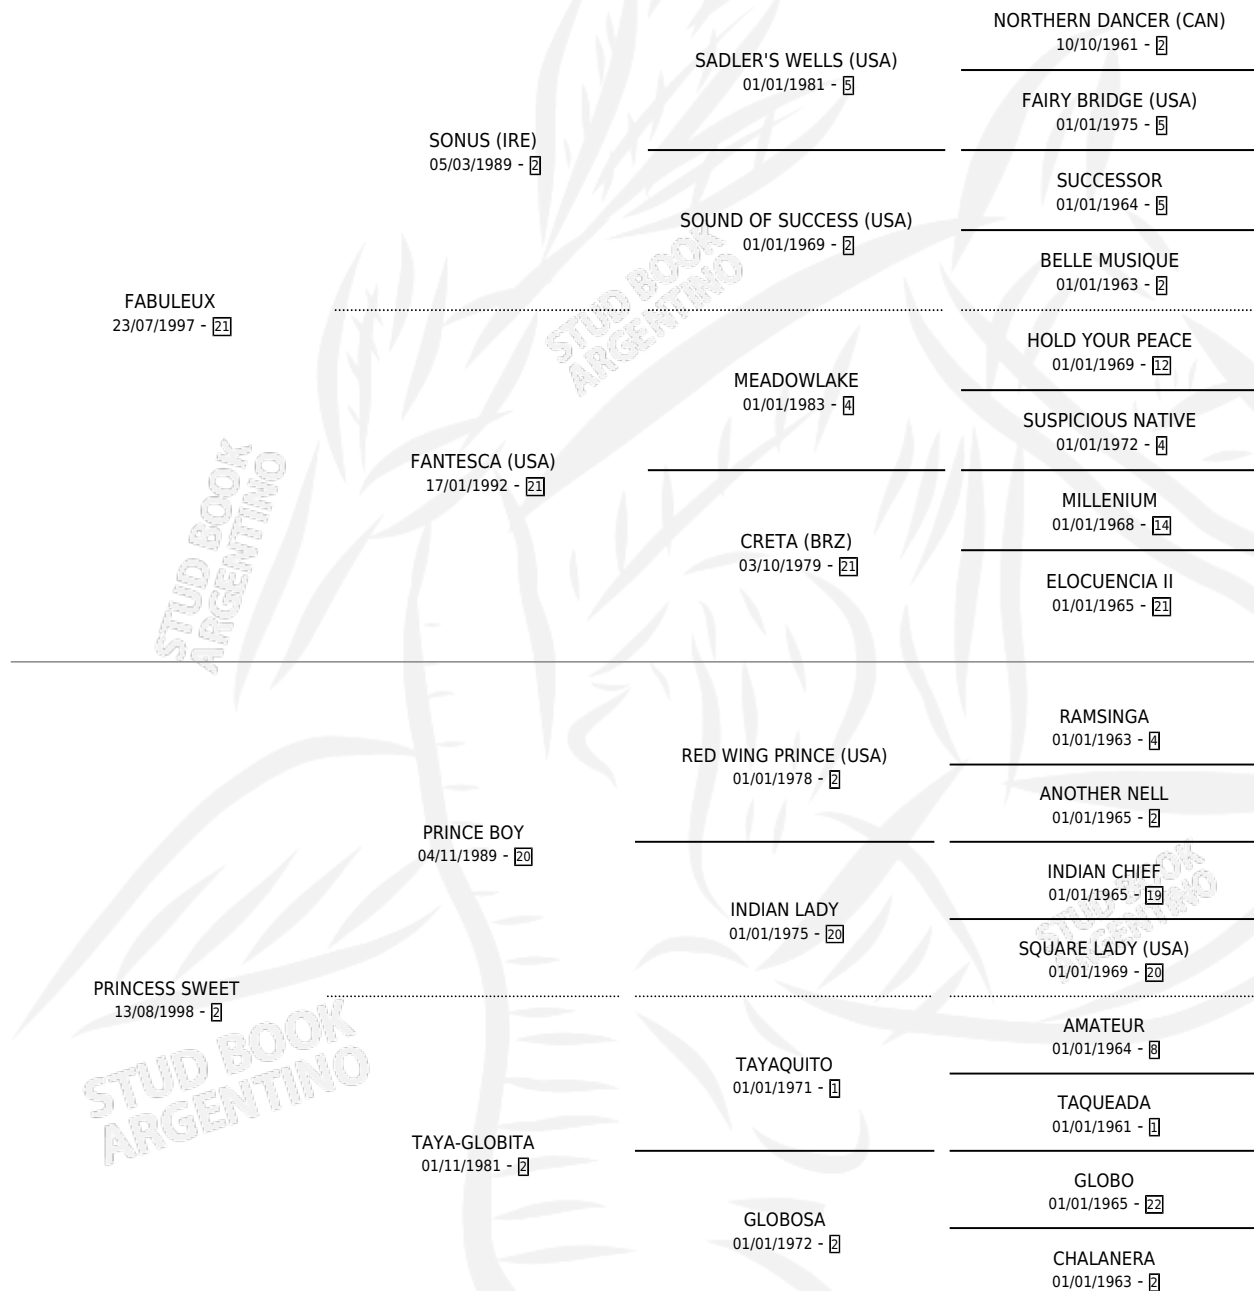 NORTHERN DANCER (CAN)
10/10/1961 - 2
SADLER'S WELLS (USA)
01/01/1981 - 5
FAIRY BRIDGE (USA)
01/01/1975 - 5
SONUS (IRE)
05/03/1989 - 2
SUCCESSOR
01/01/1964 - 5
SOUND OF SUCCESS (USA)
01/01/1969 - 2
BELLE MUSIQUE
01/01/1963 - 2
FABULEUX
23/07/1997 - 21
HOLD YOUR PEACE
01/01/1969 - 12
MEADOWLAKE
01/01/1983 - 4
SUSPICIOUS NATIVE
01/01/1972 - 4
FANTESCA (USA)
17/01/1992 - 21
MILLENIUM
01/01/1968 - 14
CRETA (BRZ)
03/10/1979 - 21
ELOCUENCIA II
01/01/1965 - 21
RAMSINGA
01/01/1963 - 4
RED WING PRINCE (USA)
01/01/1978 - 2
ANOTHER NELL
01/01/1965 - 2
PRINCE BOY
04/11/1989 - 20
INDIAN CHIEF
01/01/1965 - 19
INDIAN LADY
01/01/1975 - 20
SQUARE LADY (USA)
01/01/1969 - 20
PRINCESS SWEET
13/08/1998 - 2
AMATEUR
01/01/1964 - 8
TAYAQUITO
01/01/1971 - 1
TAQUEADA
01/01/1961 - 1
TAYA-GLOBITA
01/11/1981 - 2
GLOBO
01/01/1965 - 22
GLOBOSA
01/01/1972 - 2
CHALANERA
01/01/1963 - 2
STUD BOOK
ARGENTINO
STUD BOOK
ARGENTINO
STUD BOOK
ARGENTINO
STUD BOOK
ARGENTINO